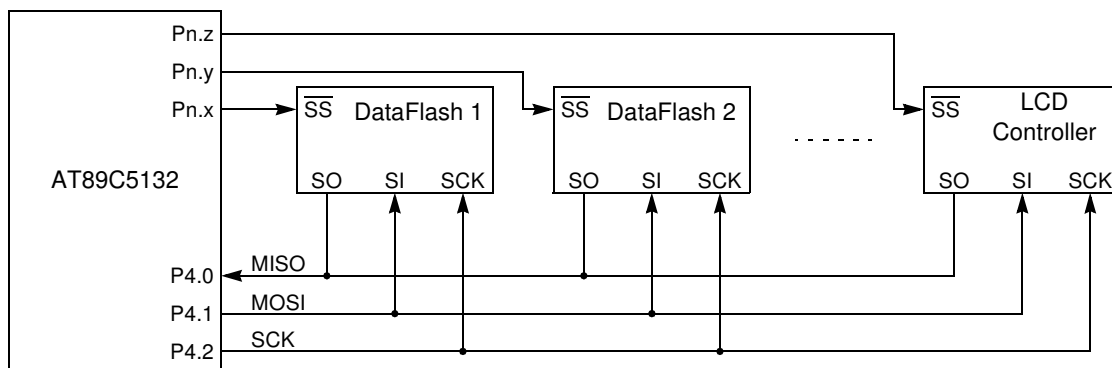 Pn.z
Pn.y
Pn.x
SS DataFlash 1
SS DataFlash 2
SS LCD
Controller
AT89C5132
SO SI SCK
SO SI SCK
SO SI SCK
P4.0 MISO
P4.1 MOSI
P4.2 SCK